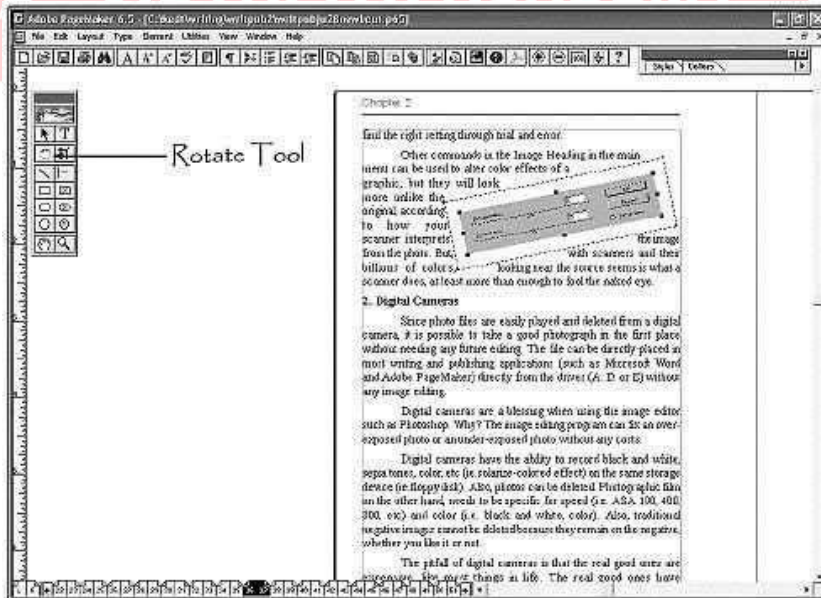 Adobe PageMaker 6.5 -
File Edit Layout Type Element Utilities View Window Help
Styles Colors
Rotate Tool
Chapter 2
find the right setting through trial and error.
Other commands in the Image Heading in the main
menu can be used to alter color effects of a
graphic, but they will look
more unlike the
original according
to how your
scanner interprets the image
from the photo. But, with scanners and their
billions of colors, looking near the source seems is what a
scanner does, at least more than enough to fool the naked eye.
2. Digital Cameras
Since photo files are easily played and deleted from a digital
camera, it is possible to take a good photograph in the first place
without needing any future editing. The file can be directly placed in
most writing and publishing applications (such as Microsoft Word
and Adobe PageMaker) directly from the driver (A: D: or E) without
any image editing.
Digital cameras are a blessing when using the image editor
such as Photoshop. Why? The image editing program can fix an over-
exposed photo or an under-exposed photo without any costs.
Digital cameras have the ability to record black and white,
sepia tones, color, etc (ie. solarize-colored effect) on the same storage
device (ie floppy disk). Also, photos can be deleted. Photographic film
on the other hand, needs to be specific for speed (i.e. ASA 100, 400,
800, etc) and color (i.e. black and white, color). Also, traditional
negative images cannot be deleted because they remain on the negative,
whether you like it or not.
The pitfall of digital cameras is that the real good ones are
expensive, like most things in life. The real good ones have